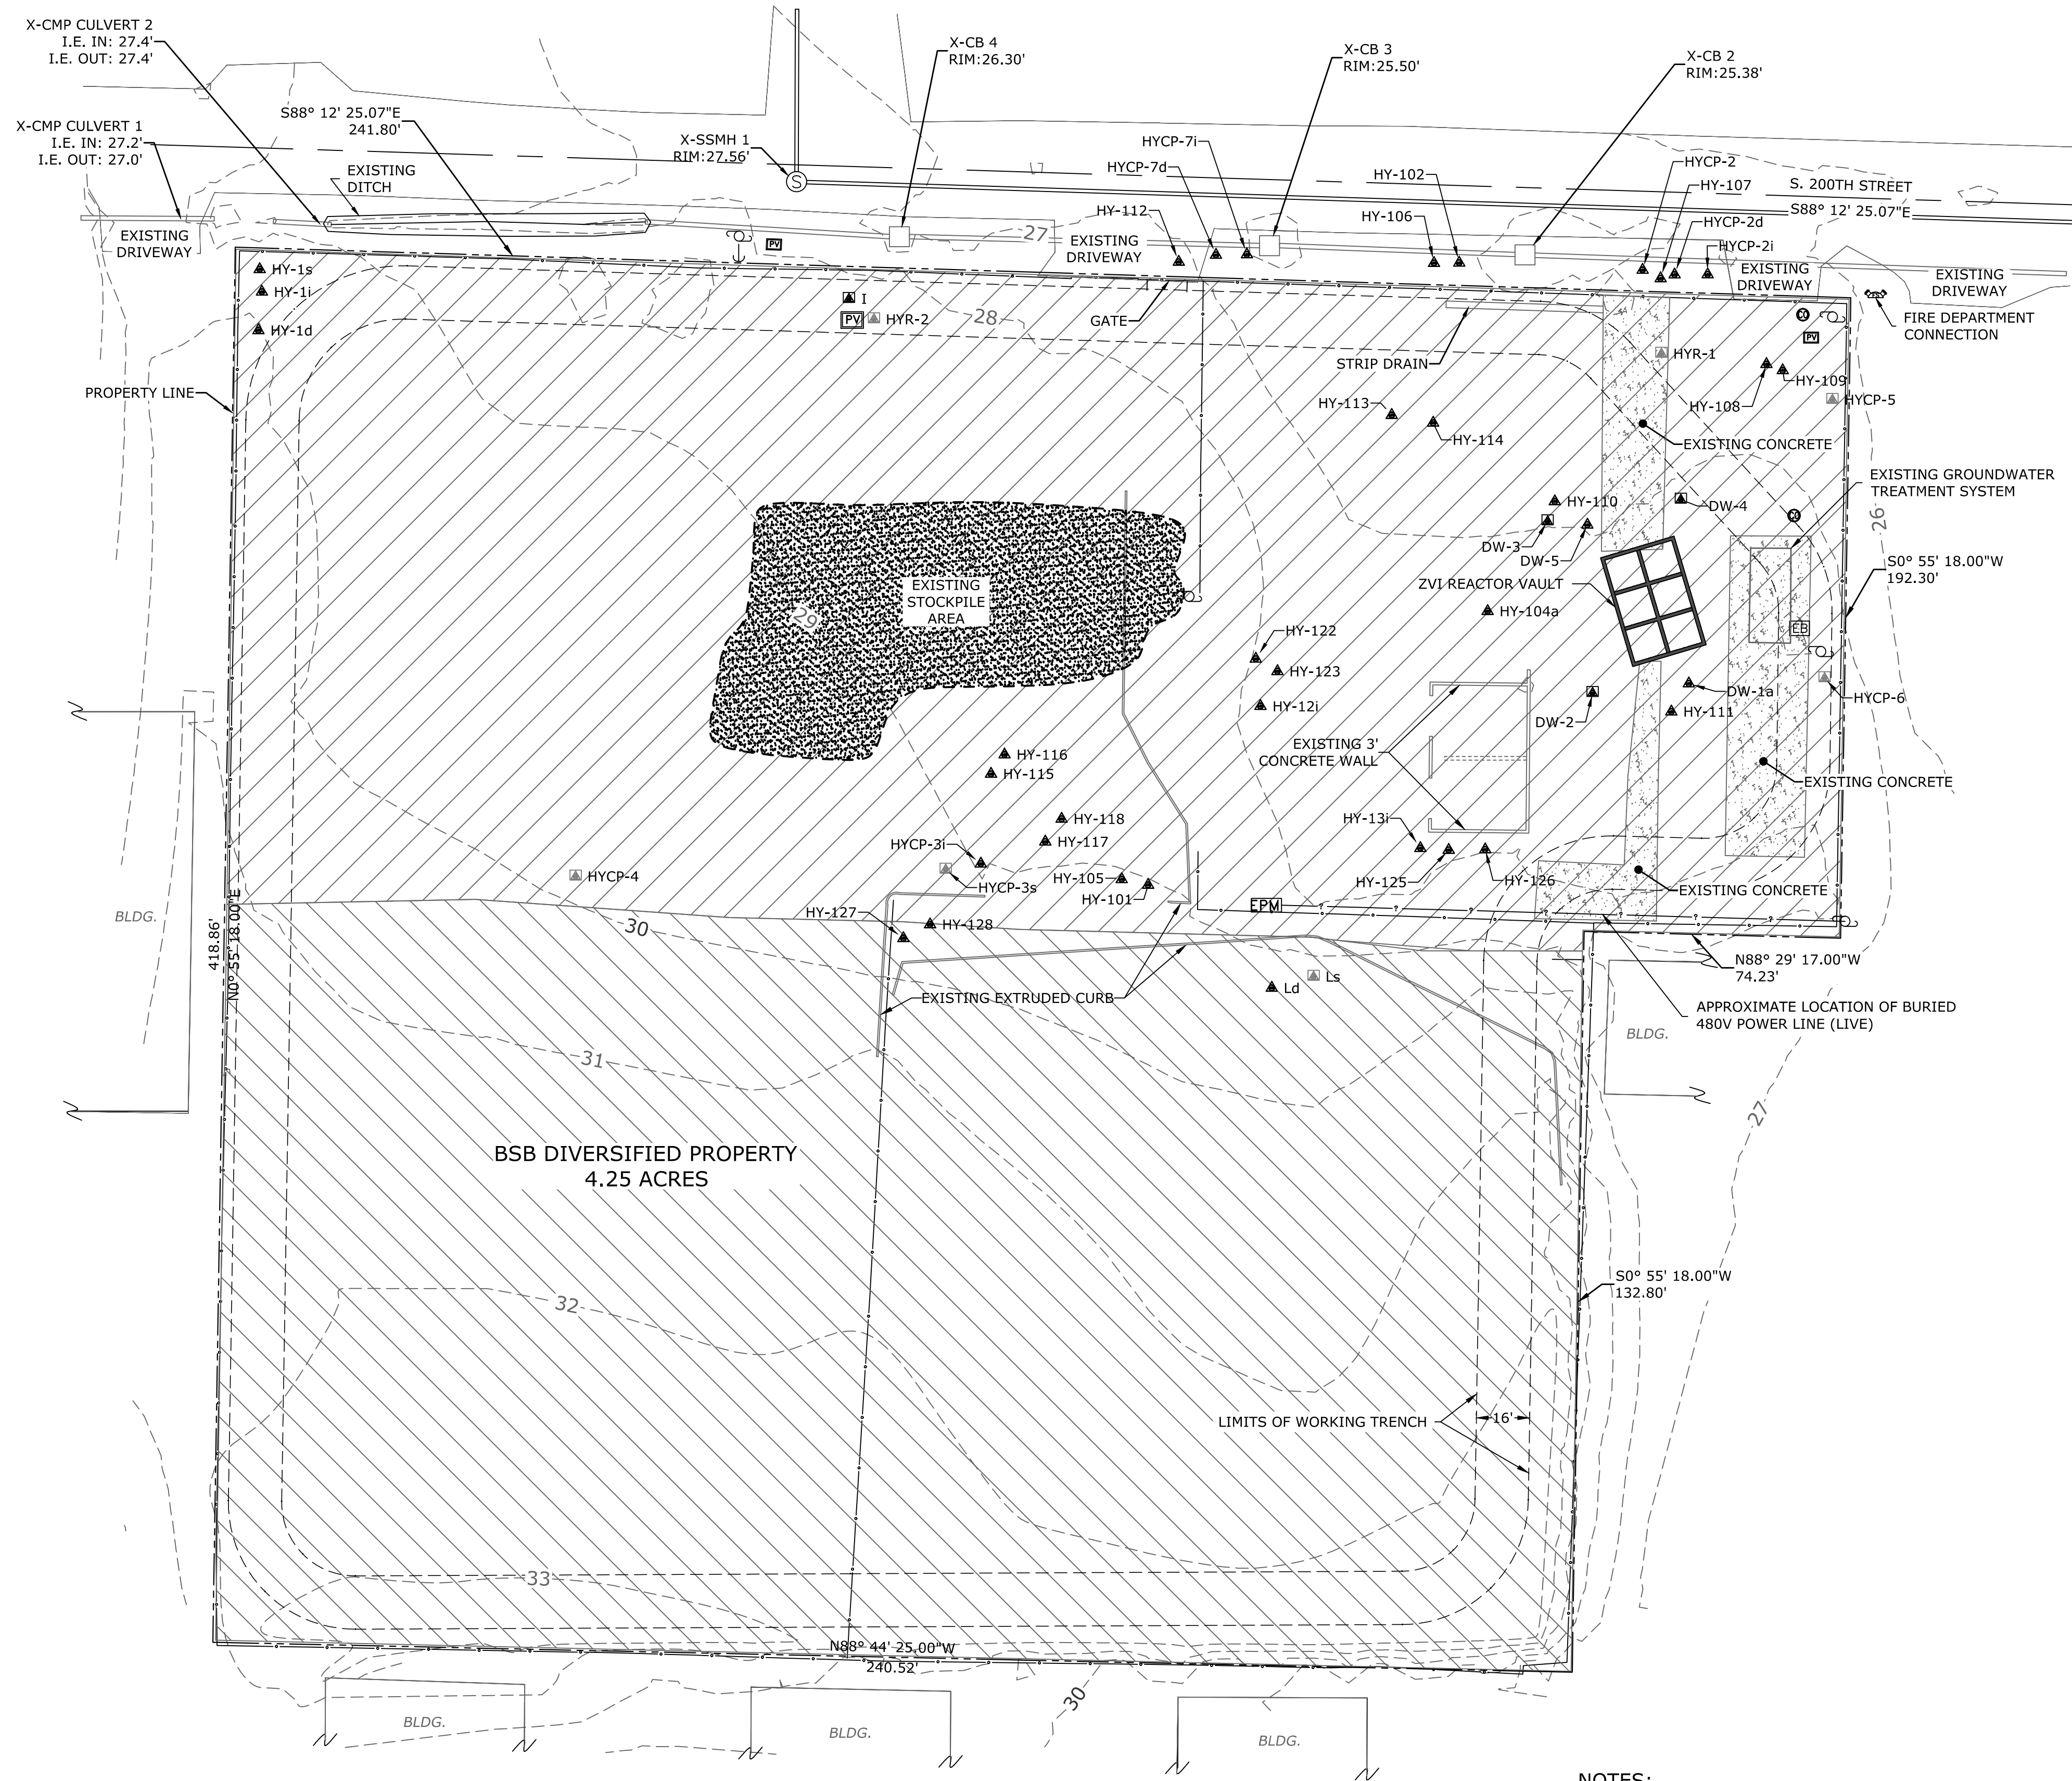 X-CMP CULVERT 2
I.E. IN: 27.4'
I.E. OUT: 27.4'
X-CB 4
RIM:26.30'
X-CB 3
RIM:25.50'
X-CB 2
RIM:25.38'
S88° 12' 25.07"E
241.80'
X-CMP CULVERT 1
I.E. IN: 27.2'
I.E. OUT: 27.0'
X-SSMH 1
RIM:27.56'
S
HYCP-7i
HYCP-7d
HY-102
HYCP-2
HY-107
S. 200TH STREET
S88° 12' 25.07"E
EXISTING
DITCH
HY-112
HY-106
HYCP-2d
HYCP-2i
EXISTING
DRIVEWAY
PV
27
EXISTING
DRIVEWAY
EXISTING
DRIVEWAY
EXISTING
DRIVEWAY
HY-1s
HY-1i
HY-1d
I
PV
HYR-2
28
GATE
FIRE DEPARTMENT
CONNECTION
CO
PV
STRIP DRAIN
HYR-1
HY-109
HY-108
HYCP-5
PROPERTY LINE
HY-113
HY-114
EXISTING CONCRETE
EXISTING GROUNDWATER
TREATMENT SYSTEM
HY-110
DW-4
CO
26
DW-3
DW-5
S0° 55' 18.00"W
192.30'
ZVI REACTOR VAULT
EXISTING
STOCKPILE
AREA
29
HY-104a
EB
HY-122
HY-123
HY-12i
DW-2
DW-1a
HY-111
HYCP-6
EXISTING 3'
CONCRETE WALL
HY-116
HY-115
EXISTING CONCRETE
HY-118
HY-117
HY-13i
HYCP-3i
HYCP-4
HYCP-3s
HY-105
HY-101
HY-125
HY-126
EXISTING CONCRETE
EPM
? ? ? ? ? ?
HY-127
HY-128
30
BLDG.
418.86'
N0° 55' 18.00"E
N88° 29' 17.00"W
74.23'
Ld
Ls
EXISTING EXTRUDED CURB
APPROXIMATE LOCATION OF BURIED
480V POWER LINE (LIVE)
BLDG.
31
27
BSB DIVERSIFIED PROPERTY
4.25 ACRES
S0° 55' 18.00"W
132.80'
32
LIMITS OF WORKING TRENCH
16'
33
N88° 44' 25.00"W
240.52'
30
BLDG.
BLDG.
BLDG.
NOTES: